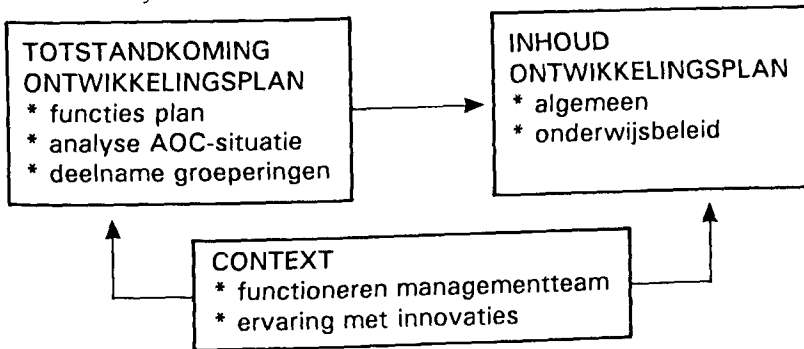 TOTSTANDKOMING
ONTWIKKELINGSPLAN
* functies plan
* analyse AOC-situatie
* deelname groeperingen
INHOUD
ONTWIKKELINGSPLAN
* algemeen
* onderwijsbeleid
CONTEXT
* functioneren managementteam
* ervaring met innovaties